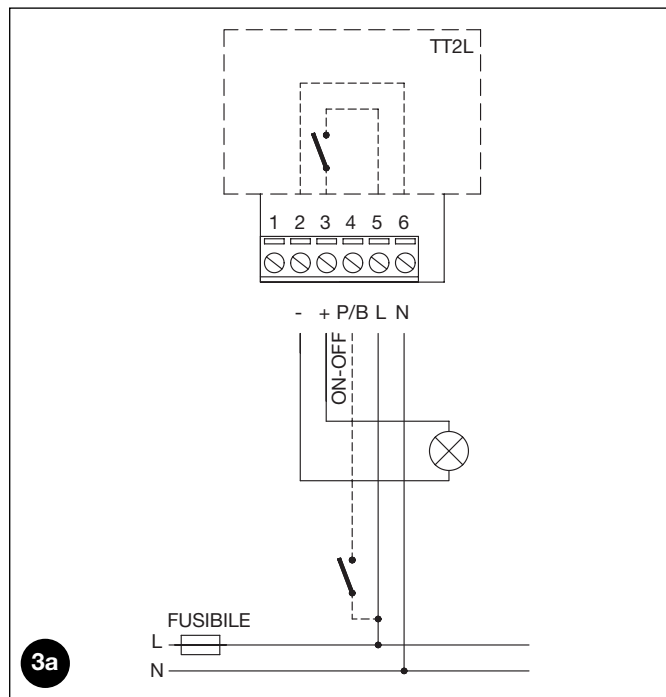 TT2L
1 2 3 4 5 6
- + P/B L N
ON-OFF
FUSIBILE
L
N
3a